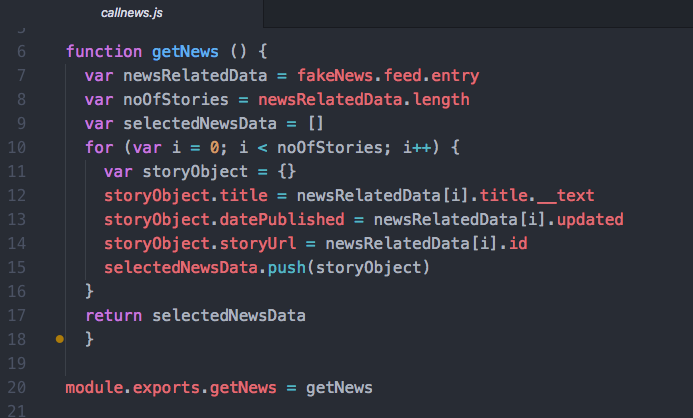 callnews.js
5
6 function getNews () {
7   var newsRelatedData = fakeNews.feed.entry
8   var noOfStories = newsRelatedData.length
9   var selectedNewsData = []
10   for (var i = 0; i < noOfStories; i++) {
11     var storyObject = {}
12     storyObject.title = newsRelatedData[i].title.__text
13     storyObject.datePublished = newsRelatedData[i].updated
14     storyObject.storyUrl = newsRelatedData[i].id
15     selectedNewsData.push(storyObject)
16   }
17   return selectedNewsData
18   }
19
20 module.exports.getNews = getNews
21